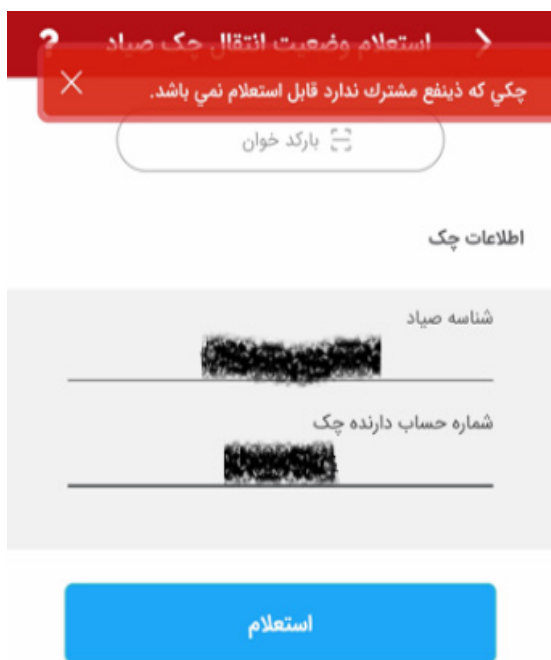 استعلام وضعیت انتقال چک صیاد ؟
چکي که ذينفع مشترك ندارد قابل استعلام نمي باشد.
بارکد خوان
اطلاعات چک
شناسه صیاد
شماره حساب دارنده چک
استعلام